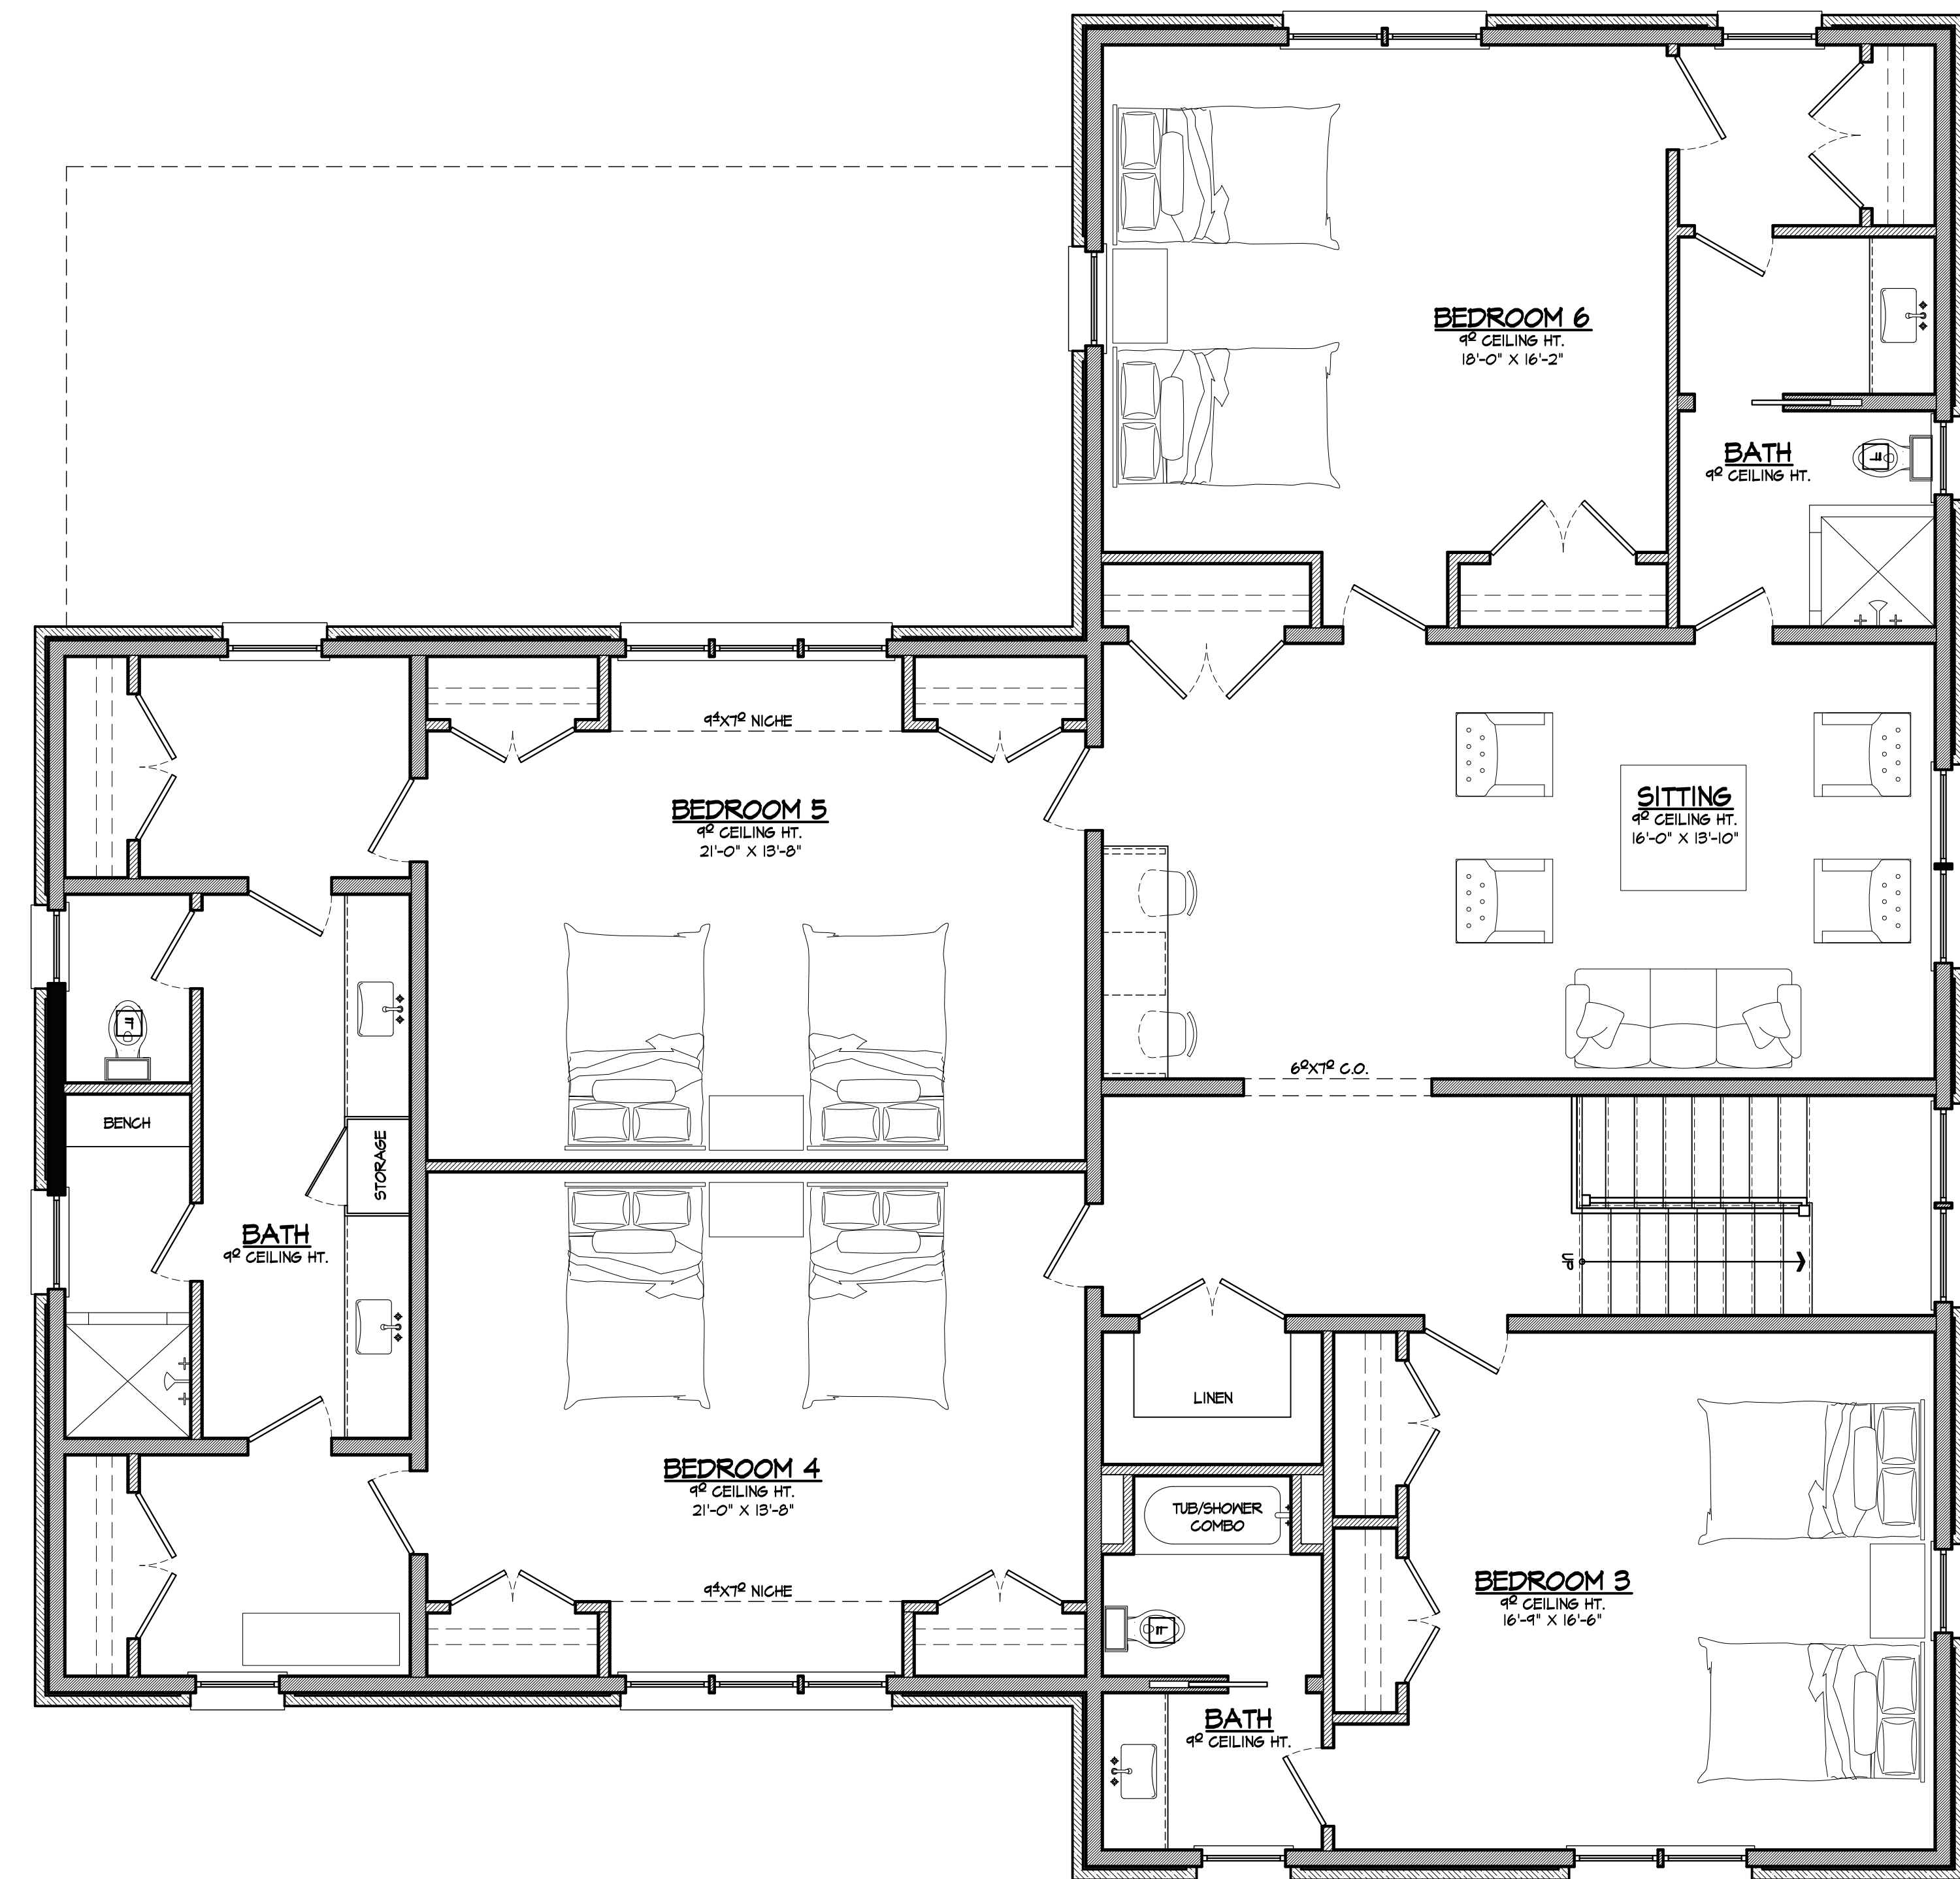 BEDROOM 6
9⁰ CEILING HT.
18'-0" X 16'-2"
BATH
9⁰ CEILING HT.
9⁴X7⁰ NICHE
BEDROOM 5
9⁰ CEILING HT.
21'-0" X 13'-8"
SITTING
9⁰ CEILING HT.
16'-0" X 13'-10"
6⁰X7⁰ C.O.
BENCH
STORAGE
BATH
9⁰ CEILING HT.
UP
LINEN
BEDROOM 4
9⁰ CEILING HT.
21'-0" X 13'-8"
TUB/SHOWER
COMBO
9⁴X7⁰ NICHE
BEDROOM 3
9⁰ CEILING HT.
16'-9" X 16'-6"
BATH
9⁰ CEILING HT.